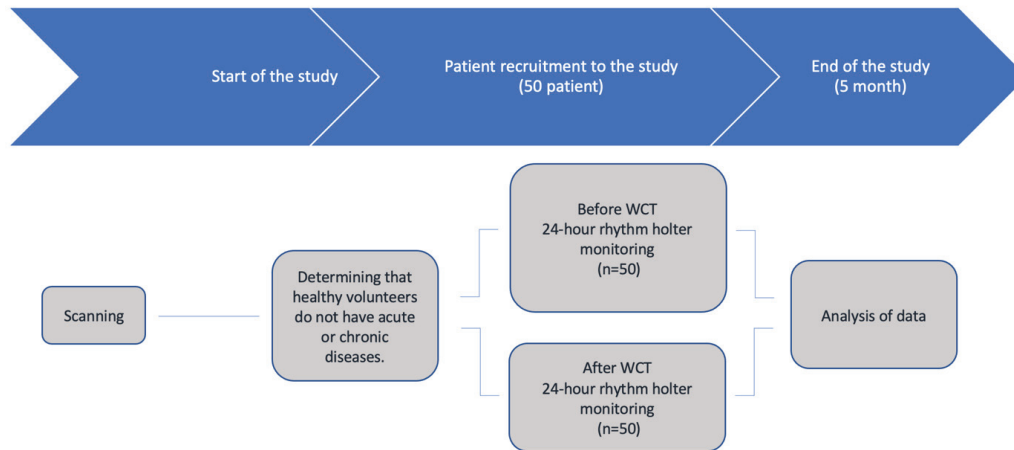 Start of the study
Patient recruitment to the study
(50 patient)
End of the study
(5 month)
Scanning
Determining that
healthy volunteers
do not have acute
or chronic
diseases.
Before WCT
24-hour rhythm holter
monitoring
(n=50)
After WCT
24-hour rhythm holter
monitoring
(n=50)
Analysis of data